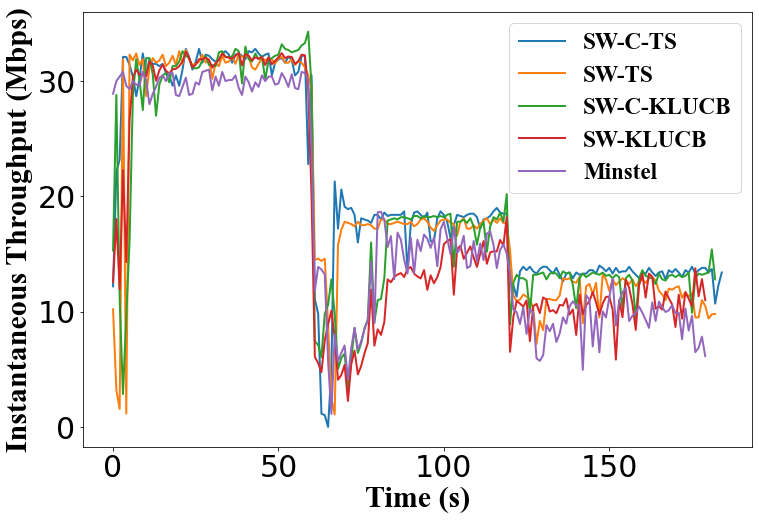 Instantaneous Throughput (Mbps)
30
20
10
0
0 50 100 150
Time (s)
SW-C-TS
SW-TS
SW-C-KLUCB
SW-KLUCB
Minstel